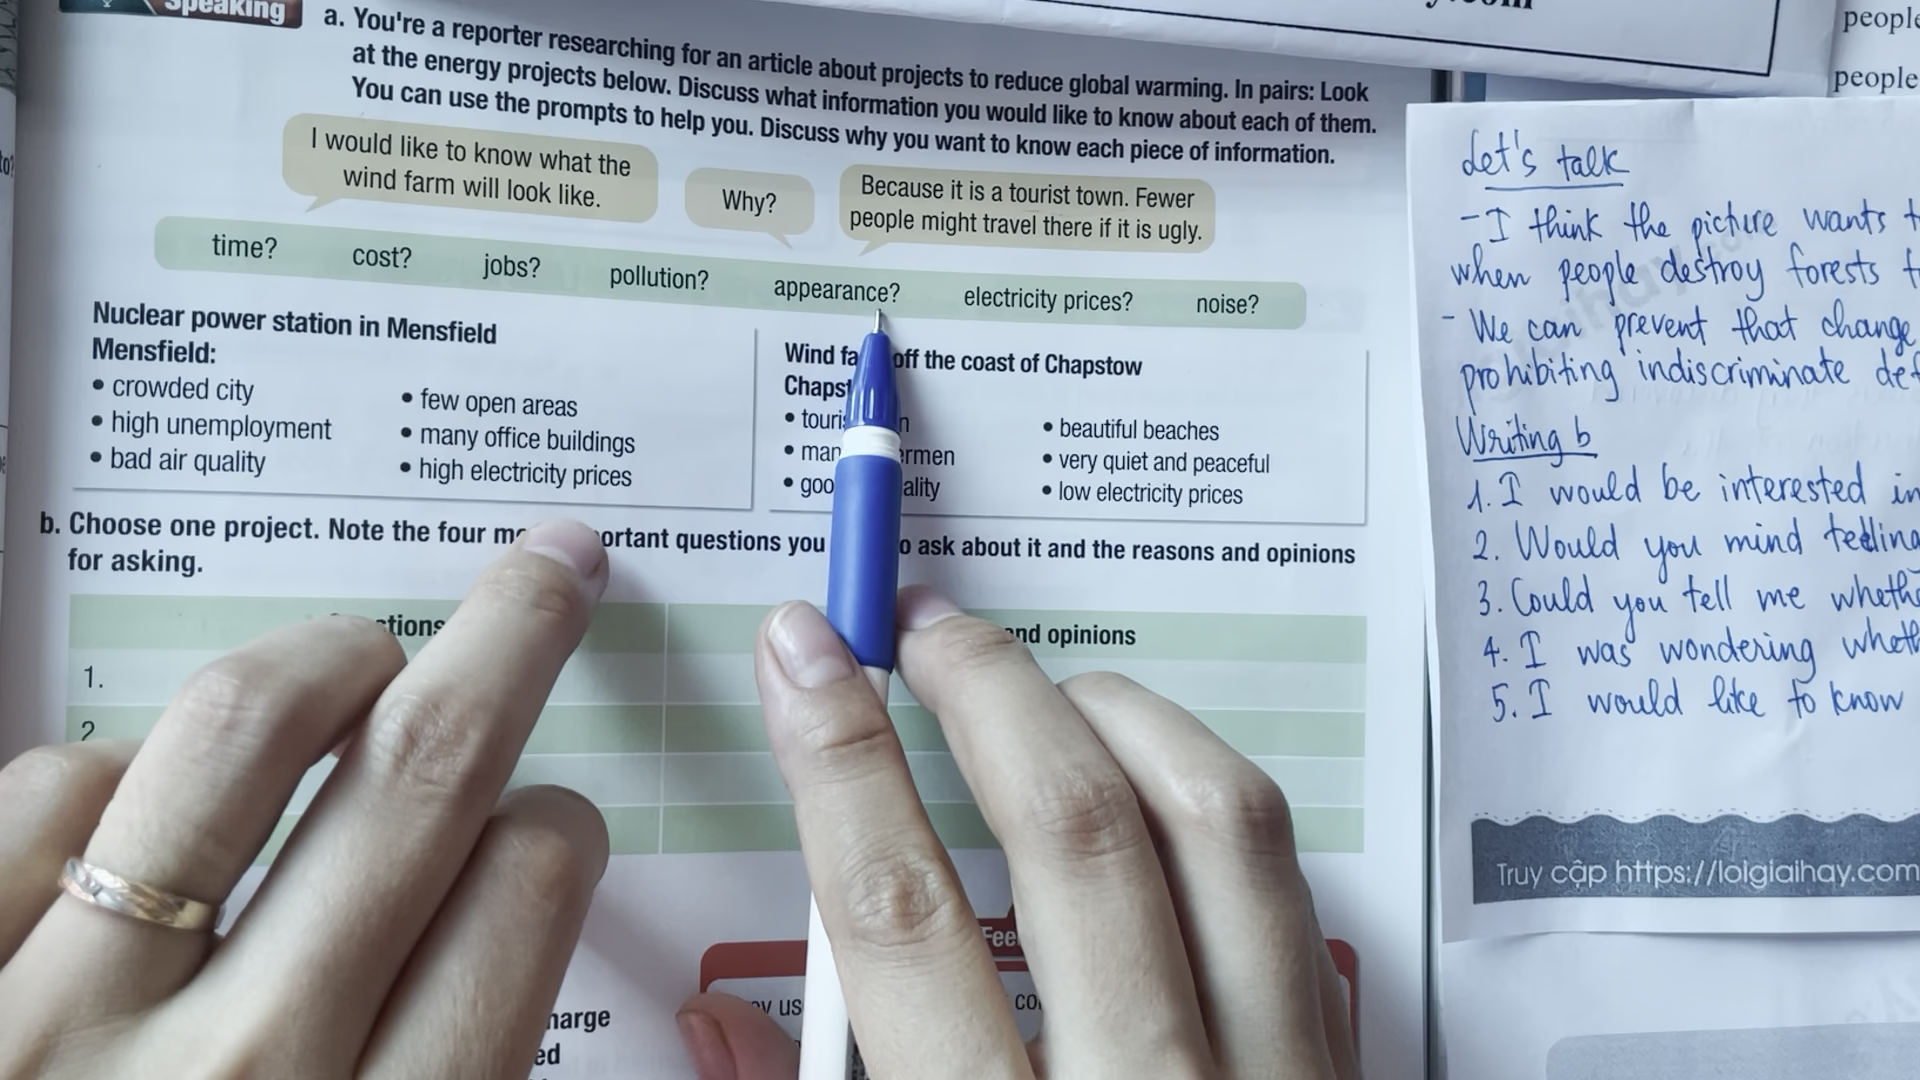 Speaking
a. You're a reporter researching for an article about projects to reduce global warming. In pairs: Look
at the energy projects below. Discuss what information you would like to know about each of them.
You can use the prompts to help you. Discuss why you want to know each piece of information.
I would like to know what the
wind farm will look like.
Why?
Because it is a tourist town. Fewer
people might travel there if it is ugly.
time? cost? jobs? pollution? appearance? electricity prices? noise?
Nuclear power station in Mensfield
Mensfield:
• crowded city
• high unemployment
• bad air quality
• few open areas
• many office buildings
• high electricity prices
Wind off the coast of Chapstow
• beautiful beaches
• very quiet and peaceful
• low electricity prices
b. Choose one project. Note the four questions you ask about it and the reasons and opinions
for asking.
opinions
1.
2
people
people
Let's talk
- I think the picture wants
when people destroy forests
- We can prevent that change
prohibiting indiscriminate
Writing b
1. I would be interested in
2. Would you mind telling
3. Could you tell me
4. I was wondering
5. I would like to know
Truy cập https://loigiaihay.com